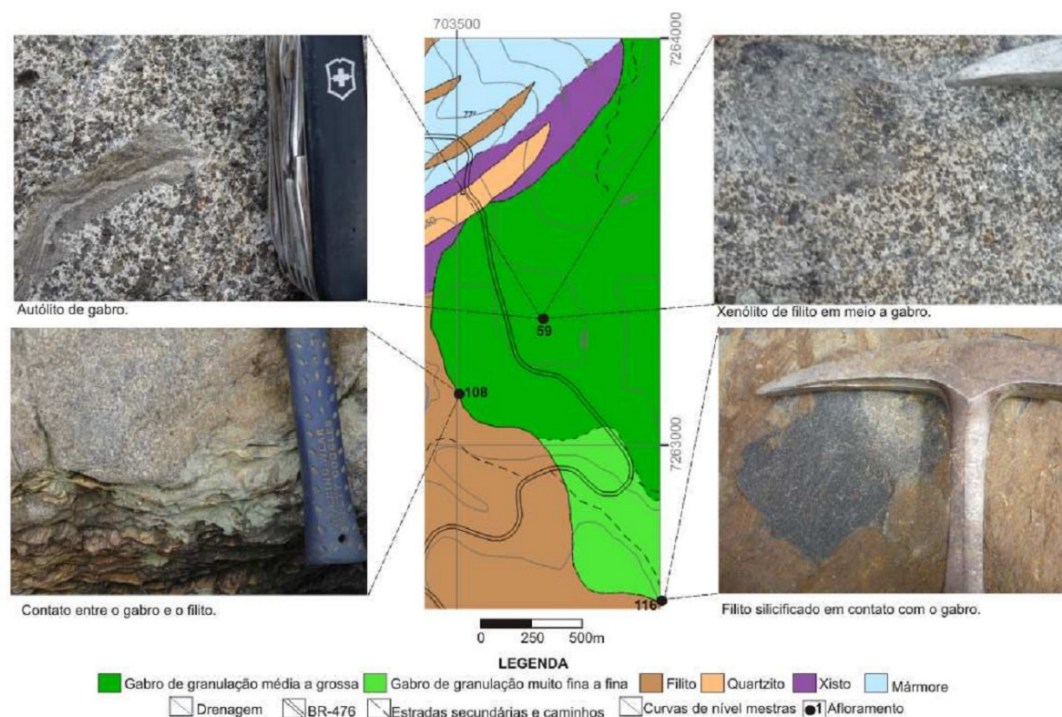 703500
7264000
77°
59
108
7263000
116
Autólito de gabro.
Xenólito de filito em meio a gabro.
Contato entre o gabro e o filito.
Filito silicificado em contato com o gabro.
0 250 500m
LEGENDA
Gabro de granulação média a grossa Gabro de granulação muito fina a fina Filito Quartzito Xisto Mármore
Drenagem BR-476 Estradas secundárias e caminhos Curvas de nível mestras 1 Afloramento